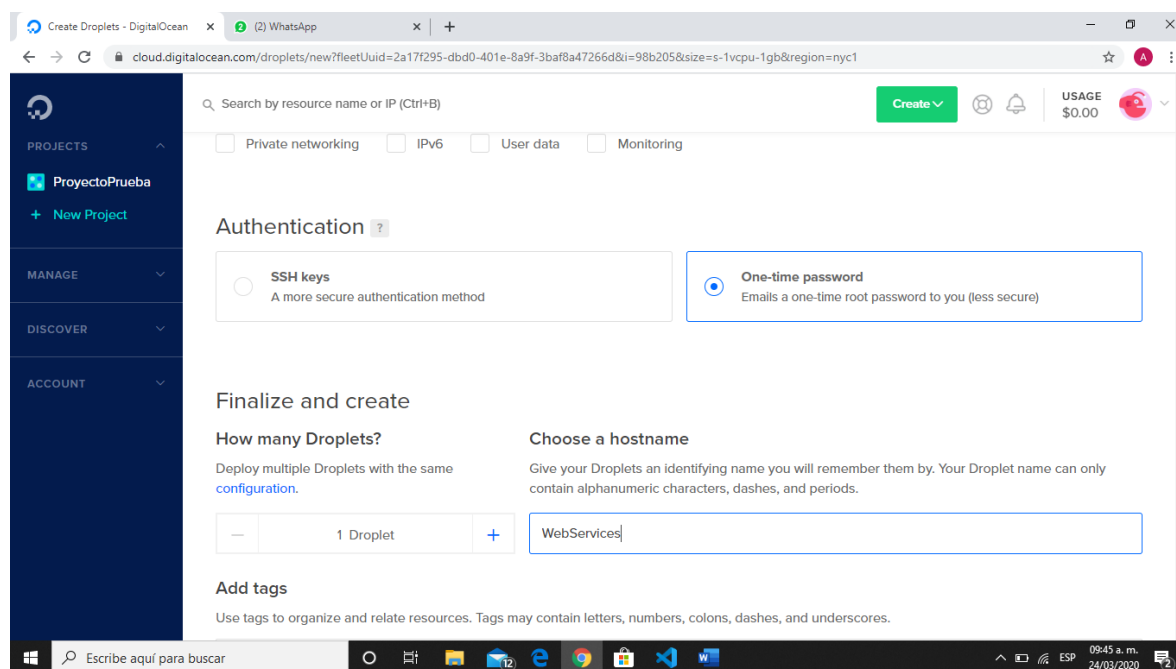 Create Droplets - DigitalOcean
(2) WhatsApp
cloud.digitalocean.com/droplets/new?fleetUuid=2a17f295-dbd0-401e-8a9f-3baf8a47266d&i=98b205&size=s-1vcpu-1gb&region=nyc1
A
Search by resource name or IP (Ctrl+B)
Create
USAGE
$0.00
PROJECTS
ProyectoPrueba
+ New Project
MANAGE
DISCOVER
ACCOUNT
Private networking IPv6 User data Monitoring
Authentication ?
SSH keys
A more secure authentication method
One-time password
Emails a one-time root password to you (less secure)
Finalize and create
How many Droplets?
Deploy multiple Droplets with the same
configuration.
1 Droplet
Choose a hostname
Give your Droplets an identifying name you will remember them by. Your Droplet name can only
contain alphanumeric characters, dashes, and periods.
WebServices
Add tags
Use tags to organize and relate resources. Tags may contain letters, numbers, colons, dashes, and underscores.
Escribe aquí para buscar
12
ESP
09:45 a. m.
24/03/2020
2